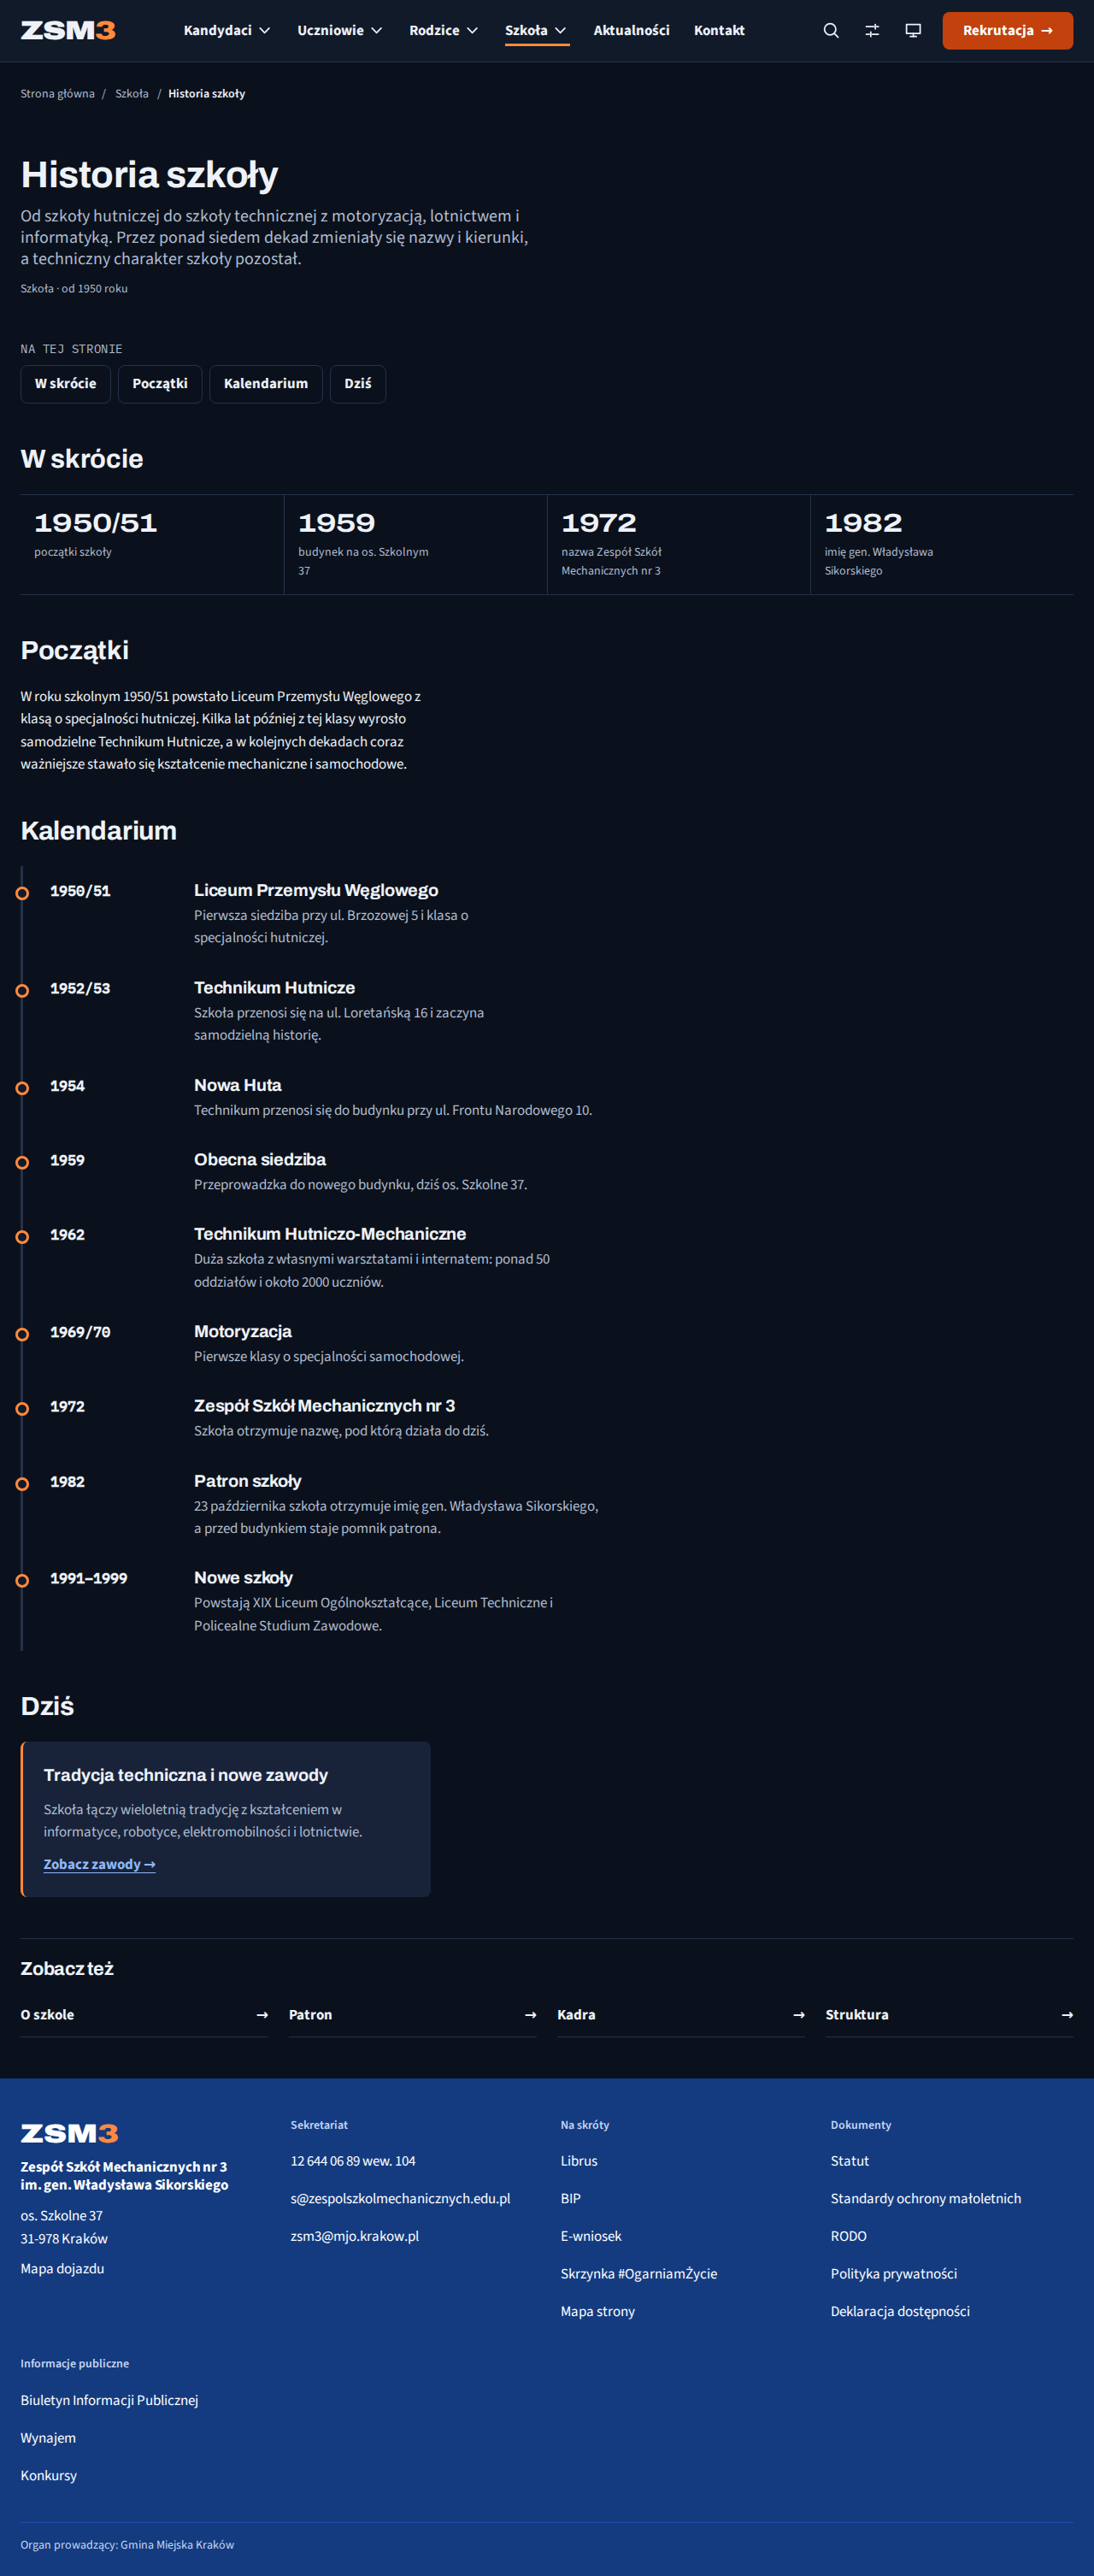 ZSM3
Kandydaci
Uczniowie
Rodzice
Szkoła
Aktualności
Kontakt
Rekrutacja →
Strona główna / Szkoła / Historia szkoły
Historia szkoły
Od szkoły hutniczej do szkoły technicznej z motoryzacją, lotnictwem i
informatyką. Przez ponad siedem dekad zmieniały się nazwy i kierunki,
a techniczny charakter szkoły pozostał.
Szkoła · od 1950 roku
NA TEJ STRONIE
W skrócie
Początki
Kalendarium
Dziś
W skrócie
1950/51
początki szkoły
1959
budynek na os. Szkolnym
37
1972
nazwa Zespół Szkół
Mechanicznych nr 3
1982
imię gen. Władysława
Sikorskiego
Początki
W roku szkolnym 1950/51 powstało Liceum Przemysłu Węglowego z
klasą o specjalności hutniczej. Kilka lat później z tej klasy wyrosło
samodzielne Technikum Hutnicze, a w kolejnych dekadach coraz
ważniejsze stawało się kształcenie mechaniczne i samochodowe.
Kalendarium
1950/51
Liceum Przemysłu Węglowego
Pierwsza siedziba przy ul. Brzozowej 5 i klasa o
specjalności hutniczej.
1952/53
Technikum Hutnicze
Szkoła przenosi się na ul. Loretańską 16 i zaczyna
samodzielną historię.
1954
Nowa Huta
Technikum przenosi się do budynku przy ul. Frontu Narodowego 10.
1959
Obecna siedziba
Przeprowadzka do nowego budynku, dziś os. Szkolne 37.
1962
Technikum Hutniczo-Mechaniczne
Duża szkoła z własnymi warsztatami i internatem: ponad 50
oddziałów i około 2000 uczniów.
1969/70
Motoryzacja
Pierwsze klasy o specjalności samochodowej.
1972
Zespół Szkół Mechanicznych nr 3
Szkoła otrzymuje nazwę, pod którą działa do dziś.
1982
Patron szkoły
23 października szkoła otrzymuje imię gen. Władysława Sikorskiego,
a przed budynkiem staje pomnik patrona.
1991–1999
Nowe szkoły
Powstają XIX Liceum Ogólnokształcące, Liceum Techniczne i
Policealne Studium Zawodowe.
Dziś
Tradycja techniczna i nowe zawody
Szkoła łączy wieloletnią tradycję z kształceniem w
informatyce, robotyce, elektromobilności i lotnictwie.
Zobacz zawody →
Zobacz też
O szkole →
Patron →
Kadra →
Struktura →
ZSM3
Zespół Szkół Mechanicznych nr 3
im. gen. Władysława Sikorskiego
os. Szkolne 37
31-978 Kraków
Mapa dojazdu
Sekretariat
12 644 06 89 wew. 104
s@zespolszkolmechanicznych.edu.pl
zsm3@mjo.krakow.pl
Na skróty
Librus
BIP
E-wniosek
Skrzynka #OgarniamŻycie
Mapa strony
Dokumenty
Statut
Standardy ochrony małoletnich
RODO
Polityka prywatności
Deklaracja dostępności
Informacje publiczne
Biuletyn Informacji Publicznej
Wynajem
Konkursy
Organ prowadzący: Gmina Miejska Kraków